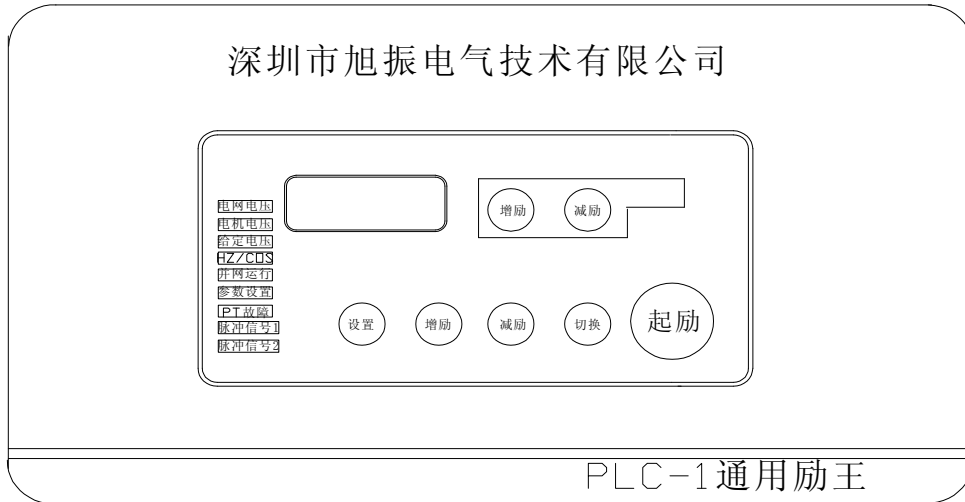 深圳市旭振电气技术有限公司
电网电压
电机电压
给定电压
HZ/COS
并网运行
参数设置
PT故障
脉冲信号1
脉冲信号2
增励 减励
设置 增励 减励 切换 起励
PLC-1通用励王